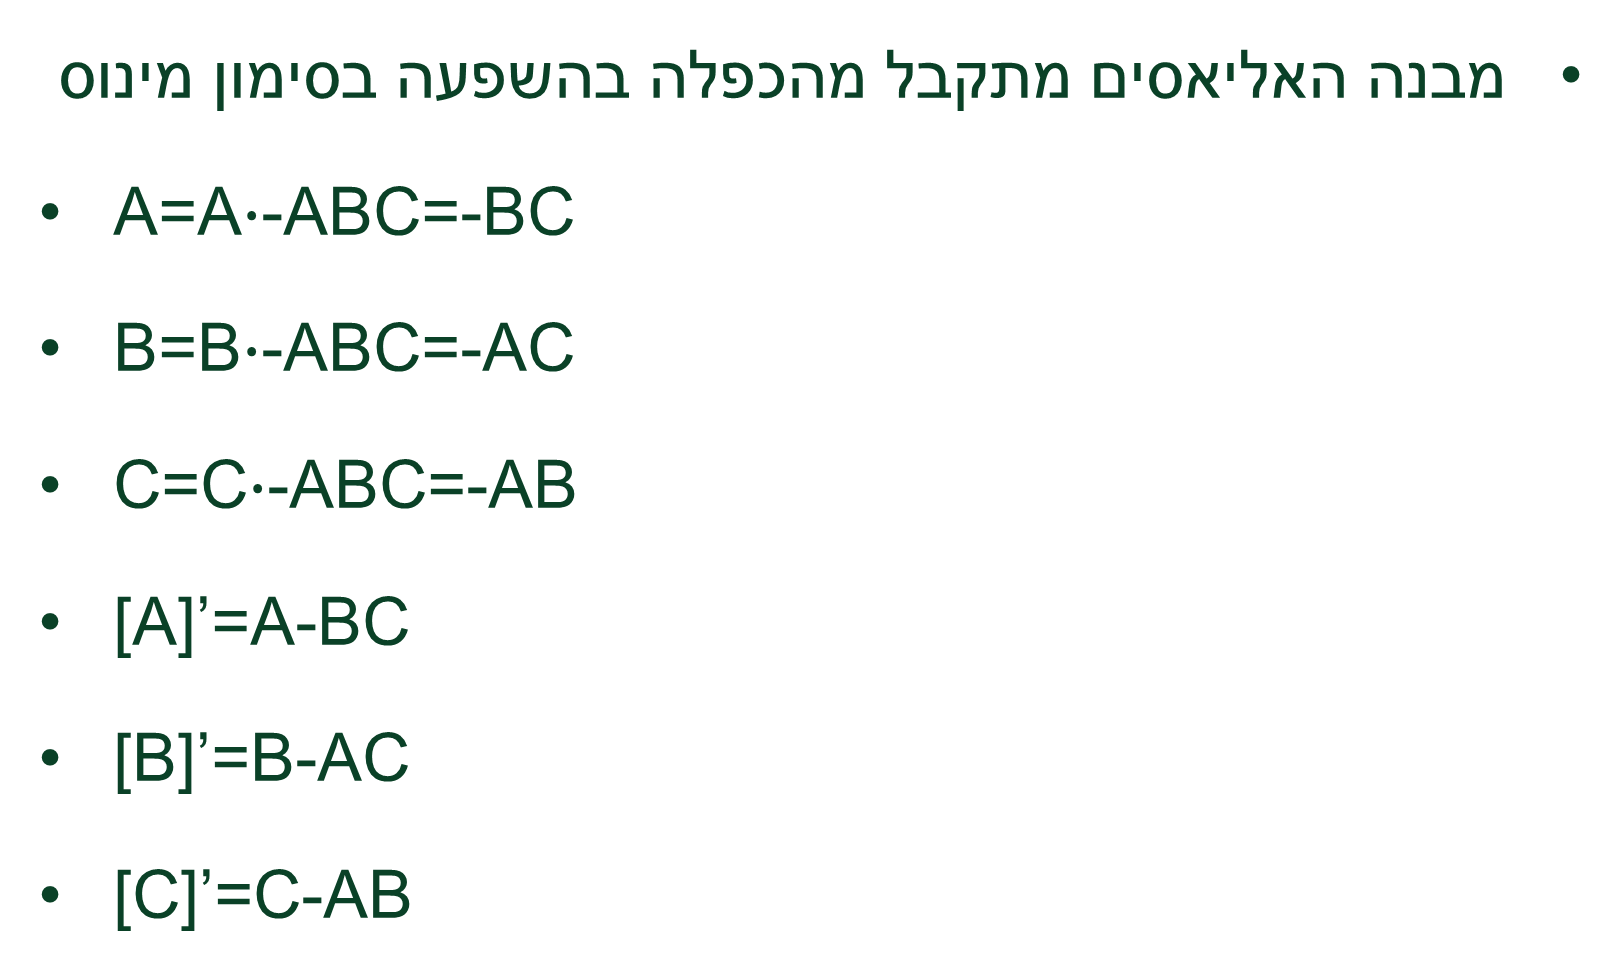 • מבנה האליאסים מתקבל מהכפלה בהשפעה בסימון מינוס
• A=A·-ABC=-BC
• B=B·-ABC=-AC
• C=C·-ABC=-AB
• [A]’=A-BC
• [B]’=B-AC
• [C]’=C-AB